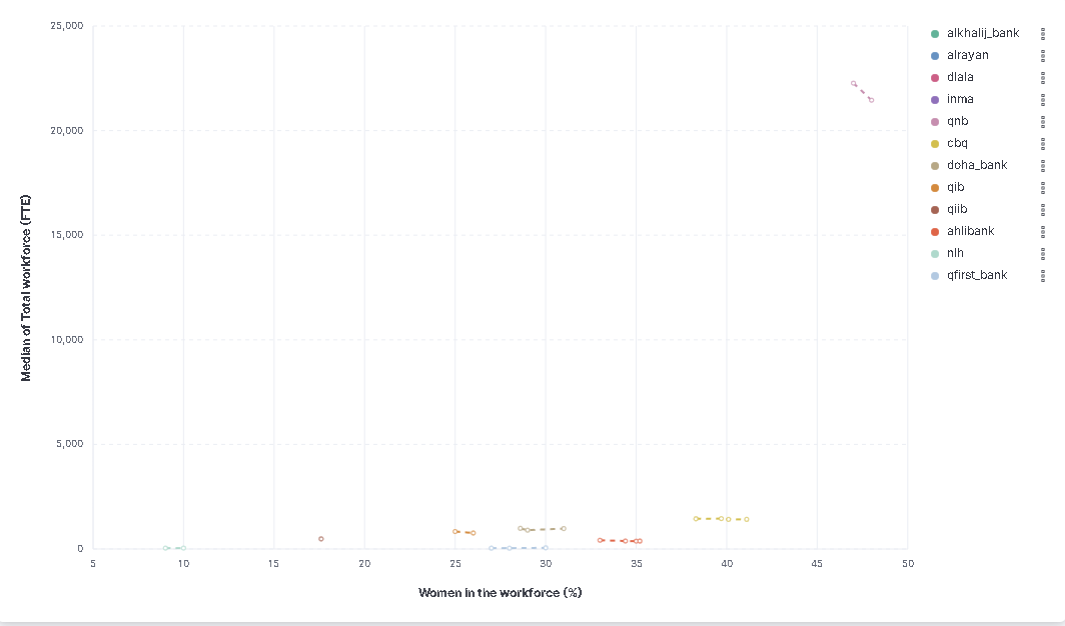 25,000
20,000
15,000
10,000
5,000
0
Median of Total workforce (FTE)
5 10 15 20 25 30 35 40 45 50
Women in the workforce (%)
alkhalij_bank
alrayan
dlala
inma
qnb
cbq
doha_bank
qib
qiib
ahlibank
nlh
qfirst_bank